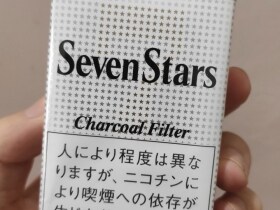 SevenStars
Charcoal Filter
人により程度は異な
りますが、ニコチンに
より喫煙への依存が